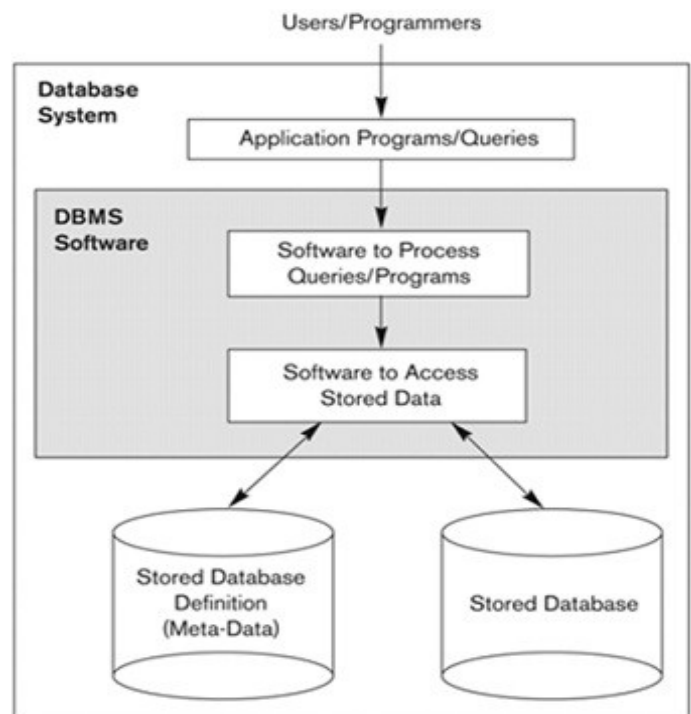 Users/Programmers
Database
System
Application Programs/Queries
DBMS
Software
Software to Process
Queries/Programs
Software to Access
Stored Data
Stored Database
Definition
(Meta-Data)
Stored Database